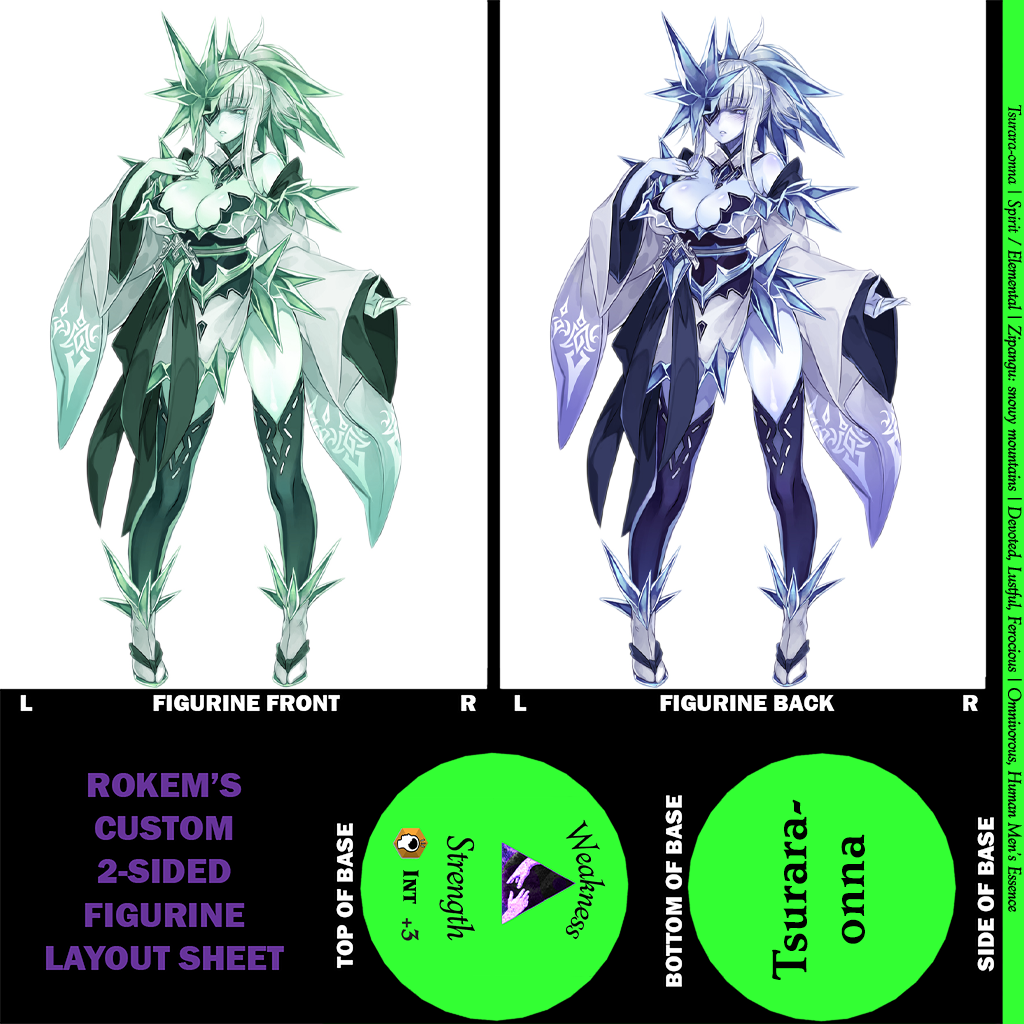 L
FIGURINE FRONT
R
L
FIGURINE BACK
R
ROKEM'S
CUSTOM
2-SIDED
FIGURINE
LAYOUT SHEET
TOP OF BASE
INT +3
Strength
Weakness
BOTTOM OF BASE
Tsurara-
onna
SIDE OF BASE
Tsurara-onna | Spirit / Elemental | Zipangu: snowy mountains | Devoted, Lustful, Ferocious | Omnivorous, Human Men's Essence